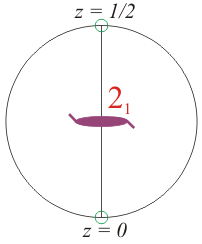 z = 1/2
2₁
z = 0